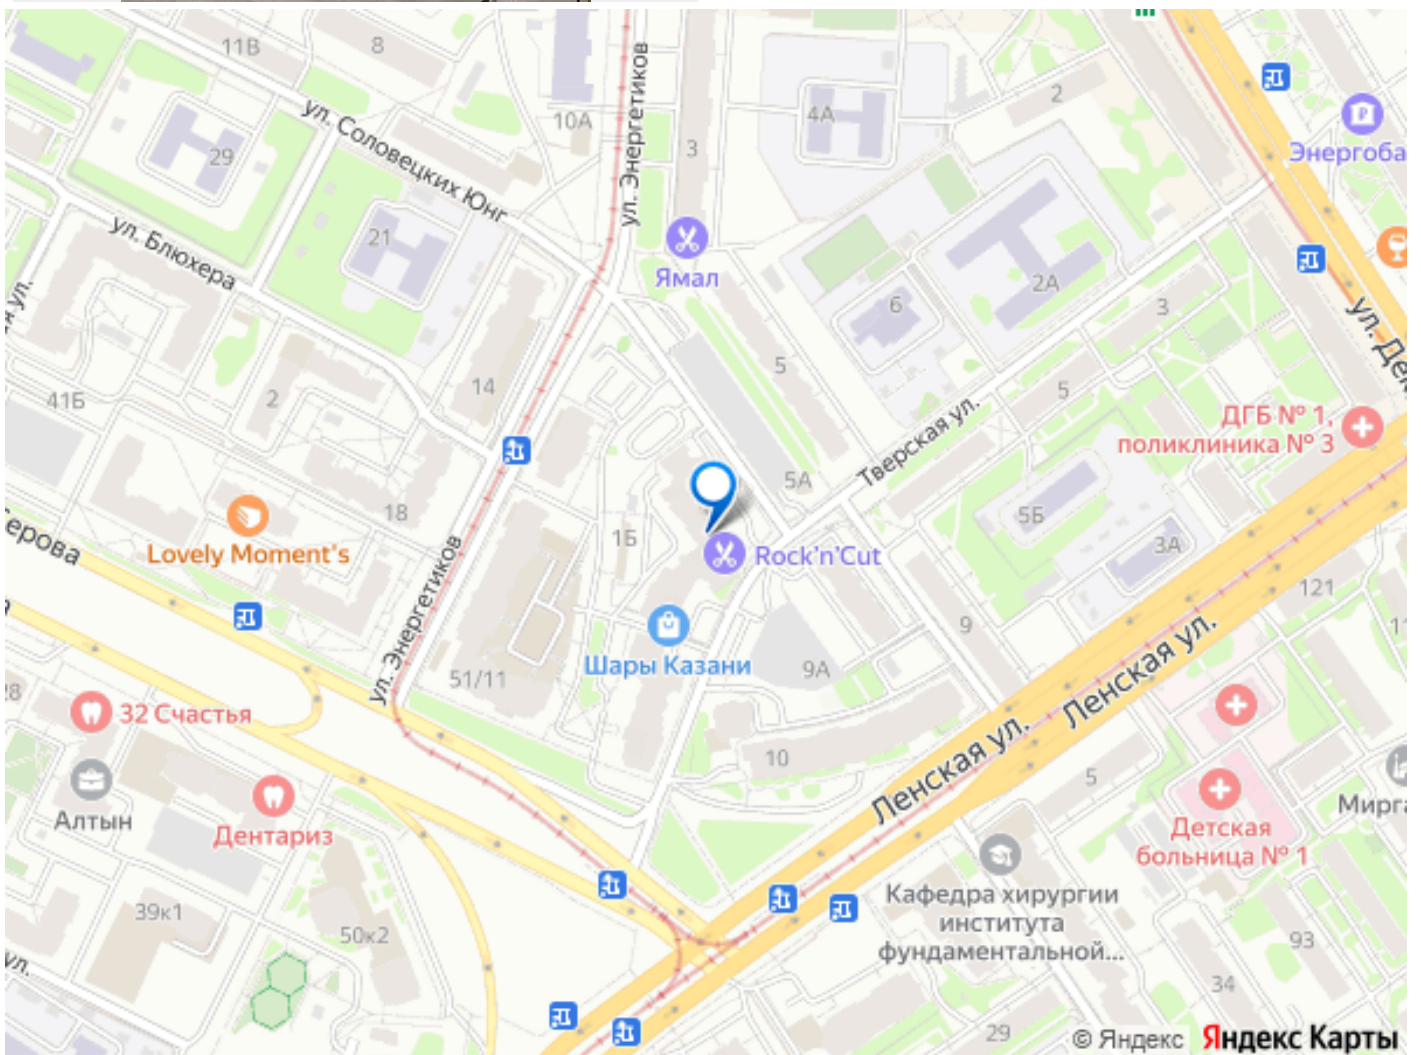 11В
8
10А
ул. Соловецких Юнг
ул. Энергетиков
3
4А
2
Энергоба
29
21
ул. Блюхера
Ямал
6
2А
3
5
5
14
41Б
2
18
5А
Тверская ул.
ДГБ № 1,
поликлиника № 3
Lovely Moment's
1Б
Rock'n'Cut
5Б
3А
121
ул. Энергетиков
Шары Казани
51/11
9А
9
Ленская ул.
Ленская ул.
28
32 Счастья
10
5
Алтын
Дентариз
Детская
больница № 1
39к1
50к2
Кафедра хирургии
института
фундаментальной...
93
34
29
© Яндекс Яндекс Карты